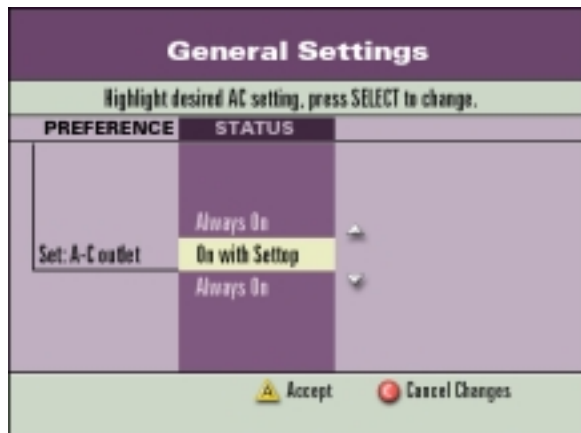 General Settings
Highlight desired AC setting, press SELECT to change.
PREFERENCE STATUS
Always On
Set: A-C outlet On with Settop
Always On
A Accept C Cancel Changes